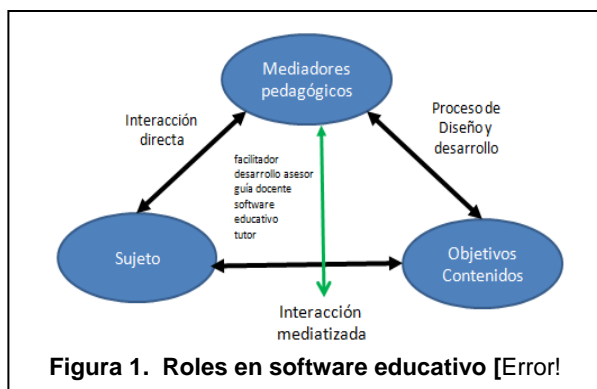 Mediadores
pedagógicos
Interacción
directa
Proceso de
Diseño y
desarrollo
facilitador
desarrollo asesor
guía docente
software
educativo
tutor
Sujeto
Objetivos
Contenidos
Interacción
mediatizada
Figura 1. Roles en software educativo [Error!